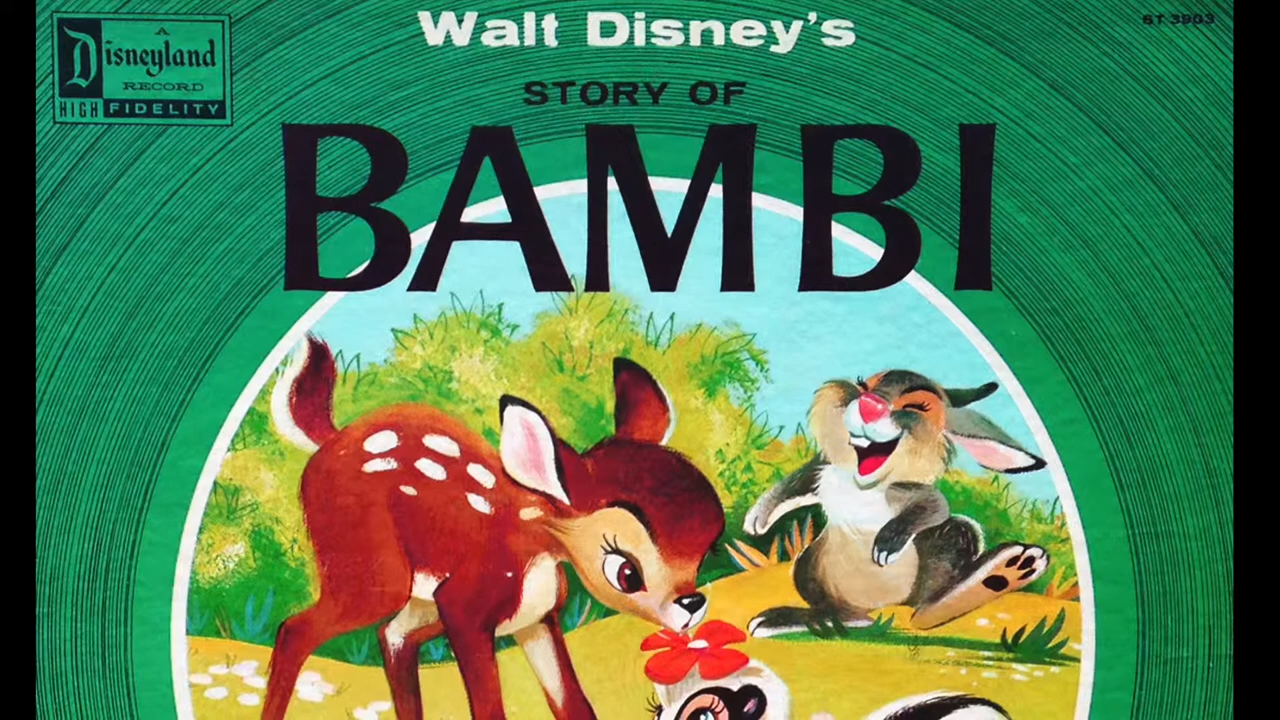 A
Disneyland
RECORD
HIGH FIDELITY
Walt Disney's
ST 3903
STORY OF
BAMBI